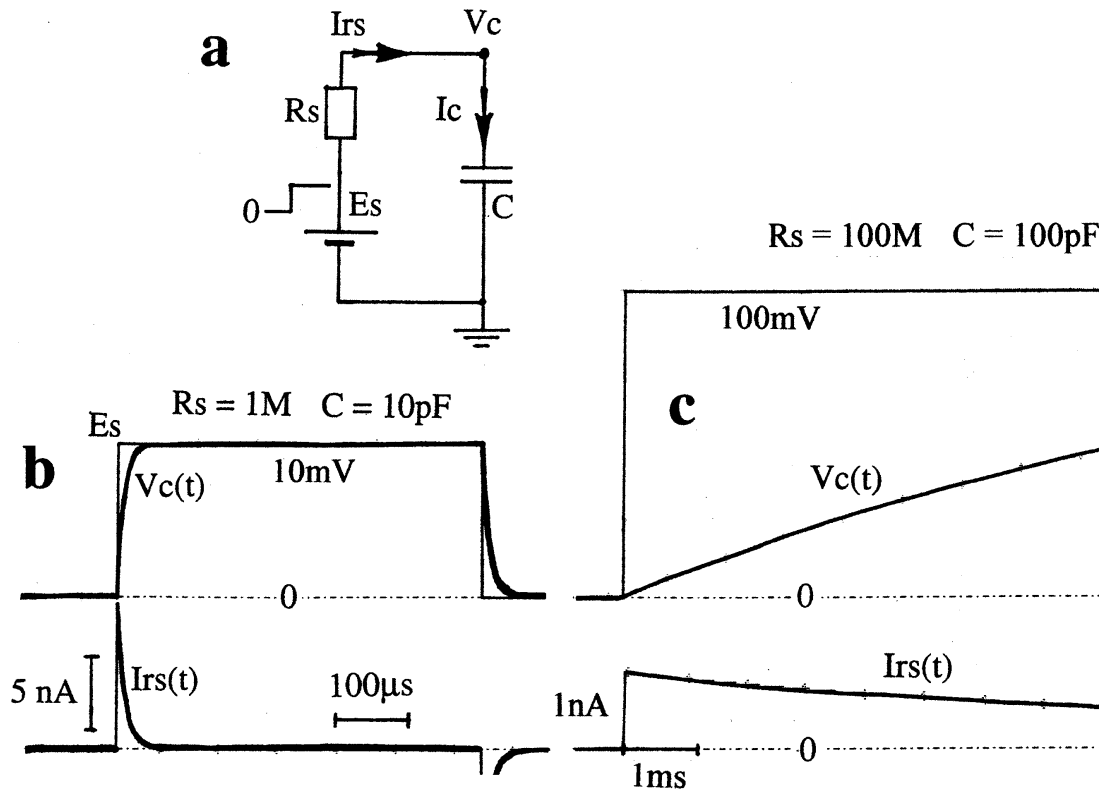 a
Irs
Vc
Rs
Ic
0
Es
C
Rs = 1M C = 10pF
b
Es
Vc(t)
10mV
0
5 nA
Irs(t)
100μs
Rs = 100M C = 100pF
100mV
c
Vc(t)
0
Irs(t)
1nA
0
1ms